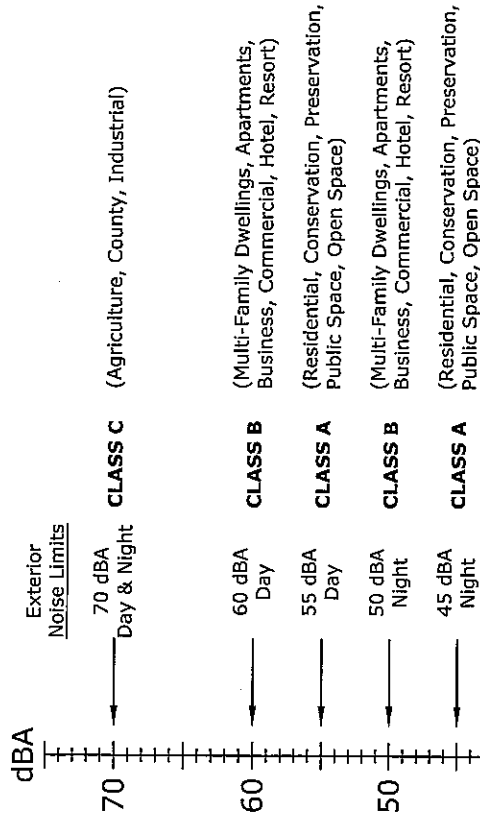 dBA
Exterior
Noise Limits
70
70 dBA
Day & Night
CLASS C
(Agriculture, County, Industrial)
60
60 dBA
Day
CLASS B
(Multi-Family Dwellings, Apartments,
Business, Commercial, Hotel, Resort)
55 dBA
Day
CLASS A
(Residential, Conservation, Preservation,
Public Space, Open Space)
50
50 dBA
Night
CLASS B
(Multi-Family Dwellings, Apartments,
Business, Commercial, Hotel, Resort)
45 dBA
Night
CLASS A
(Residential, Conservation, Preservation,
Public Space, Open Space)